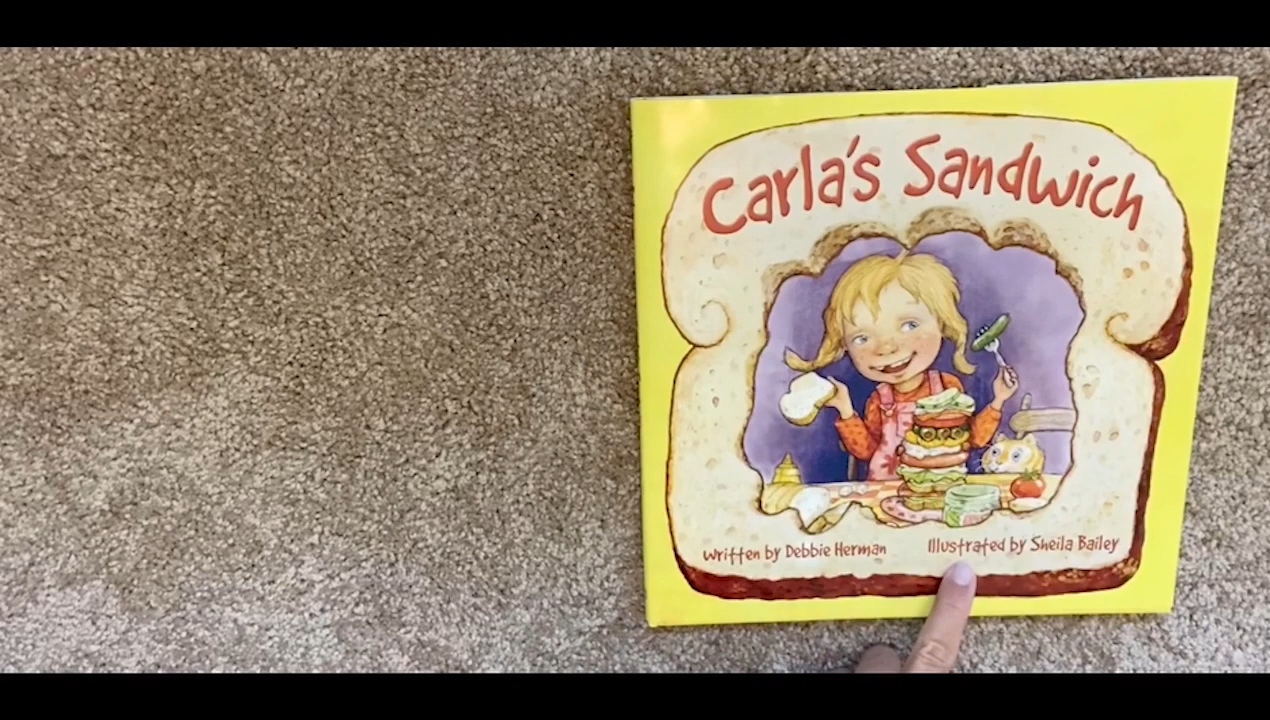 Carla's Sandwich
Written by Debbie Herman
Illustrated by Sheila Bailey